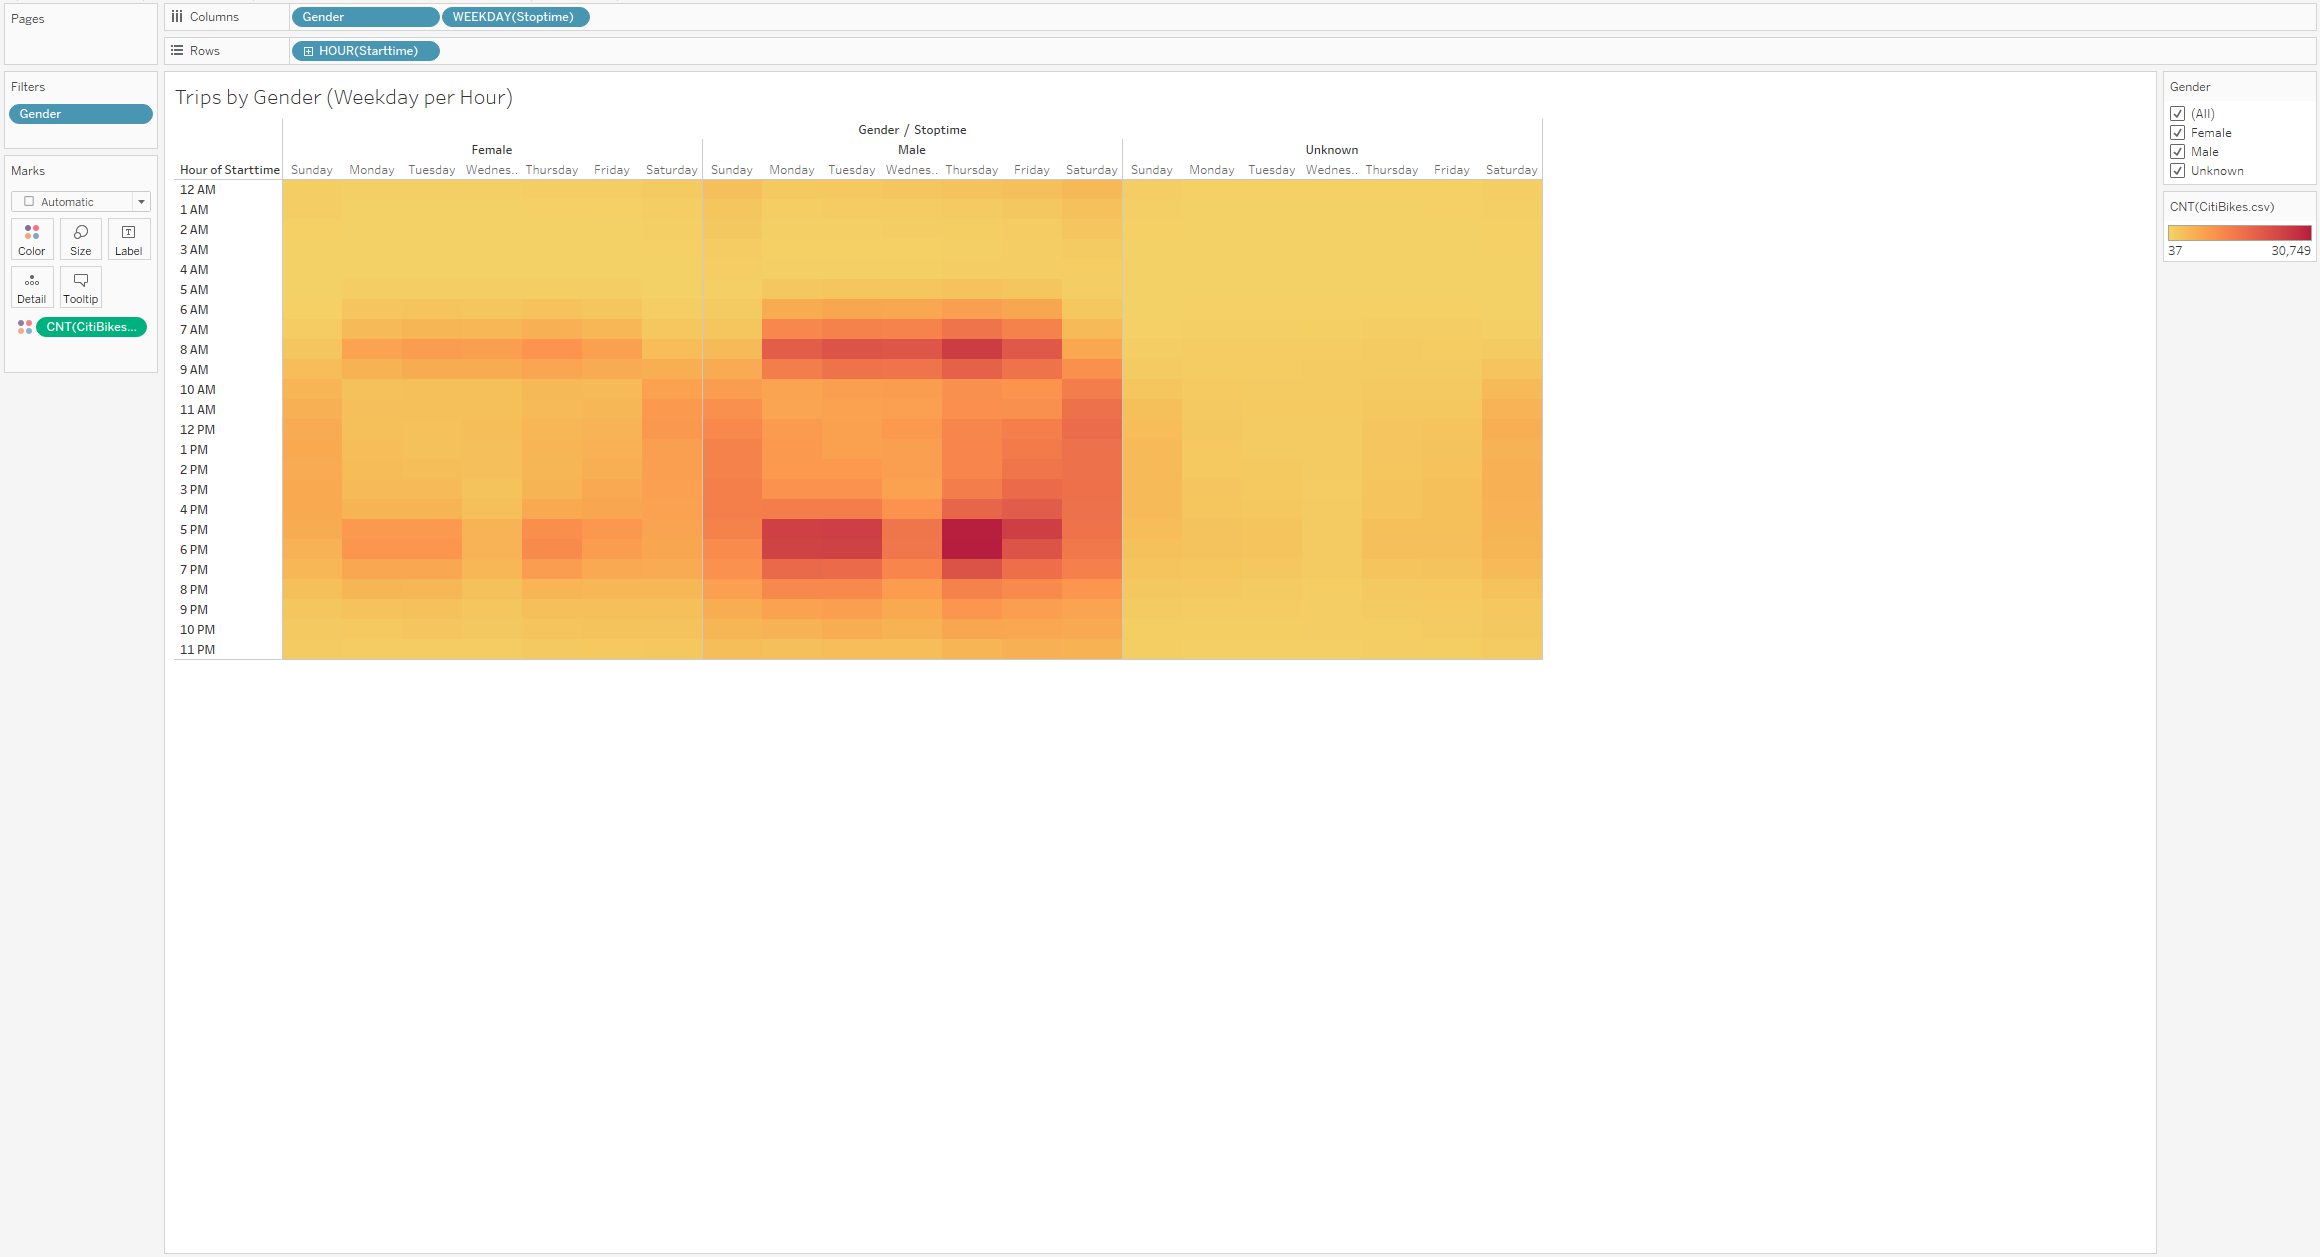 Pages
Columns Gender WEEKDAY(Stoptime)
Rows HOUR(Starttime)
Filters
Gender
Marks
Automatic
Color Size Label
Detail Tooltip
CNT(CitiBikes...
Trips by Gender (Weekday per Hour)
Gender / Stoptime
Female Male Unknown
Hour of Starttime Sunday Monday Tuesday Wednes.. Thursday Friday Saturday Sunday Monday Tuesday Wednes.. Thursday Friday Saturday Sunday Monday Tuesday Wednes.. Thursday Friday Saturday
12 AM
1 AM
2 AM
3 AM
4 AM
5 AM
6 AM
7 AM
8 AM
9 AM
10 AM
11 AM
12 PM
1 PM
2 PM
3 PM
4 PM
5 PM
6 PM
7 PM
8 PM
9 PM
10 PM
11 PM
Gender
(All)
Female
Male
Unknown
CNT(CitiBikes.csv)
37 30,749